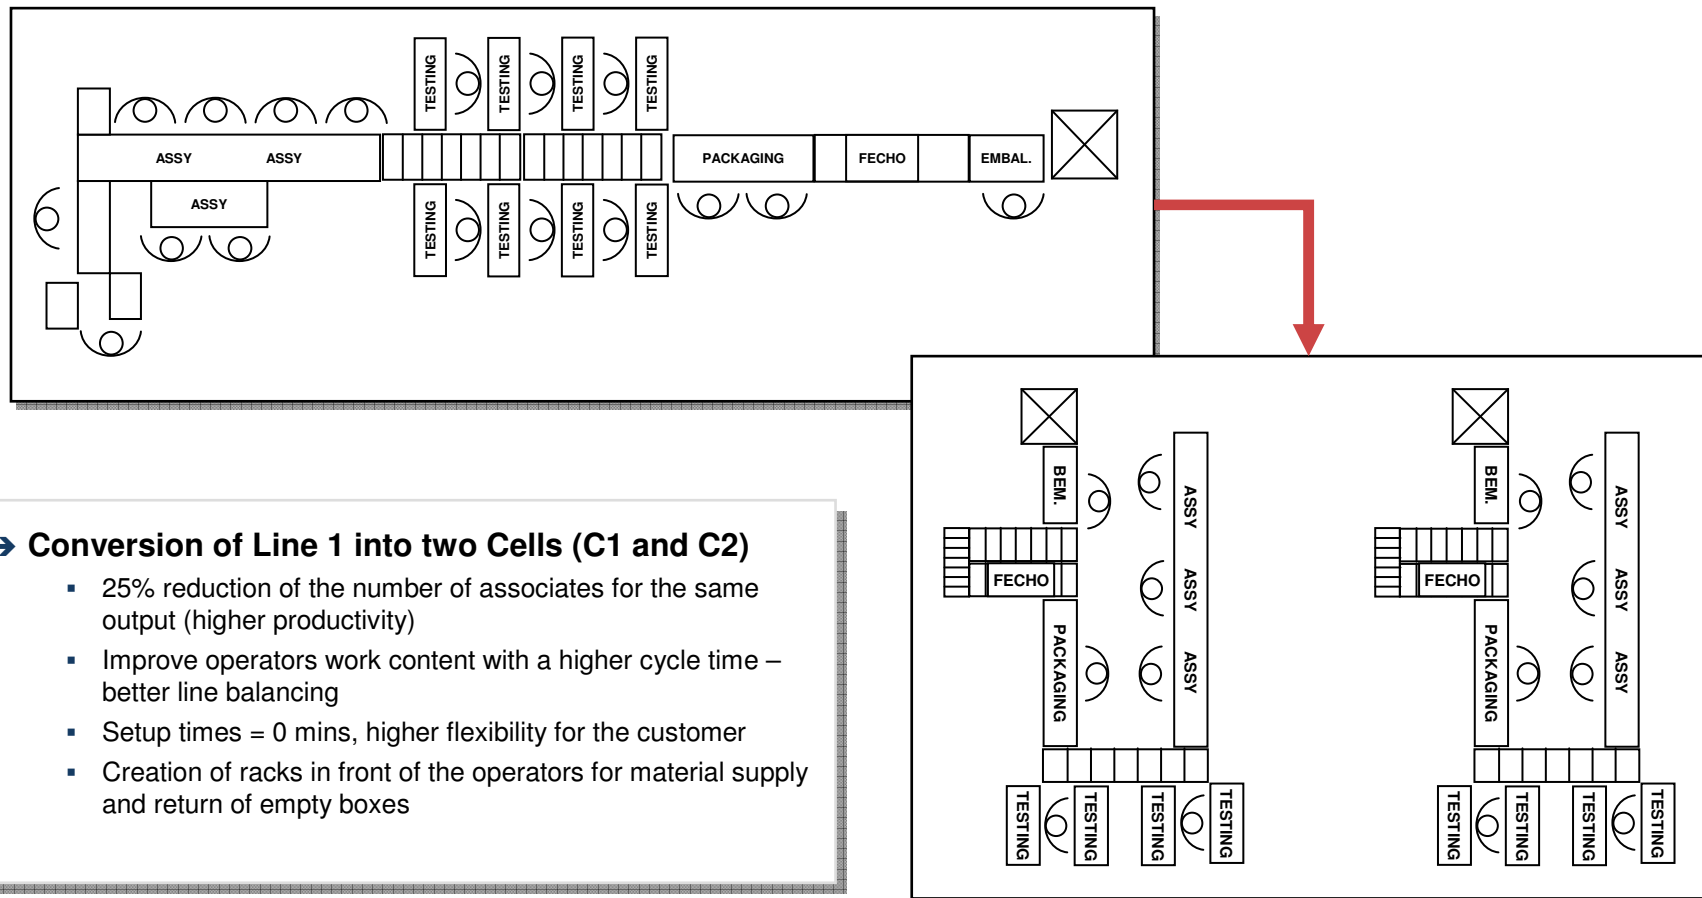 TESTING TESTING TESTING TESTING
ASSY ASSY
PACKAGING FECHO EMBAL.
ASSY
TESTING TESTING TESTING TESTING
➔ Conversion of Line 1 into two Cells (C1 and C2)
▪ 25% reduction of the number of associates for the same
output (higher productivity)
▪ Improve operators work content with a higher cycle time –
better line balancing
▪ Setup times = 0 mins, higher flexibility for the customer
▪ Creation of racks in front of the operators for material supply
and return of empty boxes
BEM.
ASSY
FECHO
ASSY
PACKAGING
ASSY
TESTING TESTING TESTING TESTING
BEM.
ASSY
FECHO
ASSY
PACKAGING
ASSY
TESTING TESTING TESTING TESTING